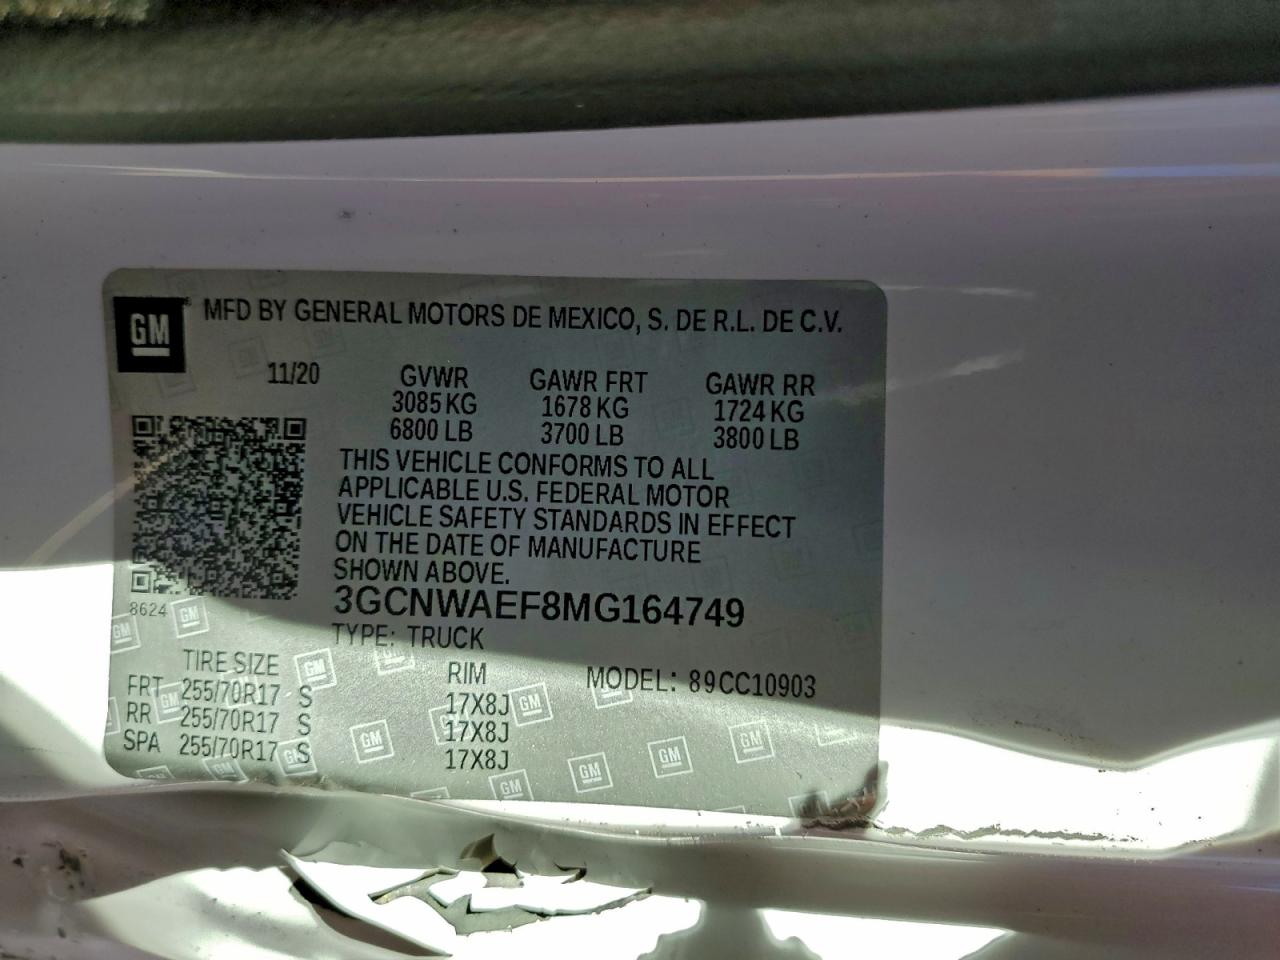 GM® MFD BY GENERAL MOTORS DE MEXICO, S. DE R.L. DE C.V.
11/20 GVWR GAWR FRT GAWR RR
3085 KG 1678 KG 1724 KG
6800 LB 3700 LB 3800 LB
THIS VEHICLE CONFORMS TO ALL
APPLICABLE U.S. FEDERAL MOTOR
VEHICLE SAFETY STANDARDS IN EFFECT
ON THE DATE OF MANUFACTURE
SHOWN ABOVE.
8624 3GCNWAEF8MG164749
TYPE: TRUCK
TIRE SIZE RIM MODEL: 89CC10903
FRT 255/70R17 S 17X8J
RR 255/70R17 S 17X8J
SPA 255/70R17 S 17X8J